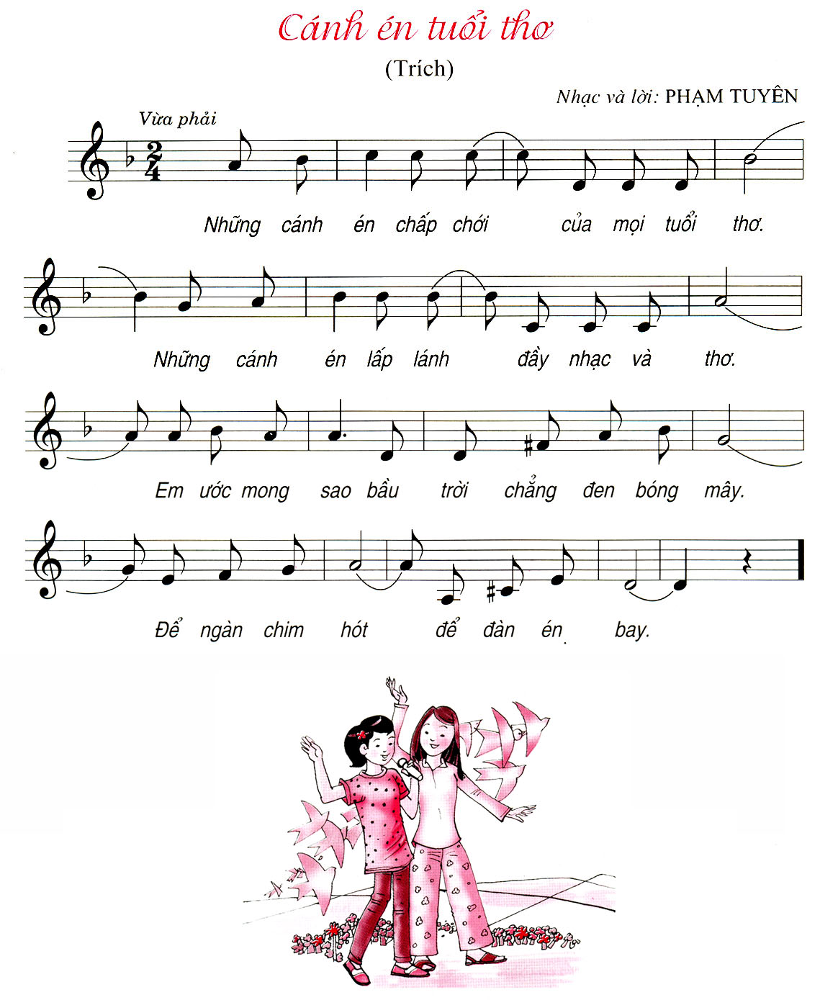 Cánh én tuổi thơ
(Trích)
Nhạc và lời: PHẠM TUYÊN
Vừa phải
2
4
Những cánh én chấp chới của mọi tuổi thơ.
Những cánh én lấp lánh đầy nhạc và thơ.
Em ước mong sao bầu trời chẳng đen bóng mây.
Để ngàn chim hót để đàn én bay.